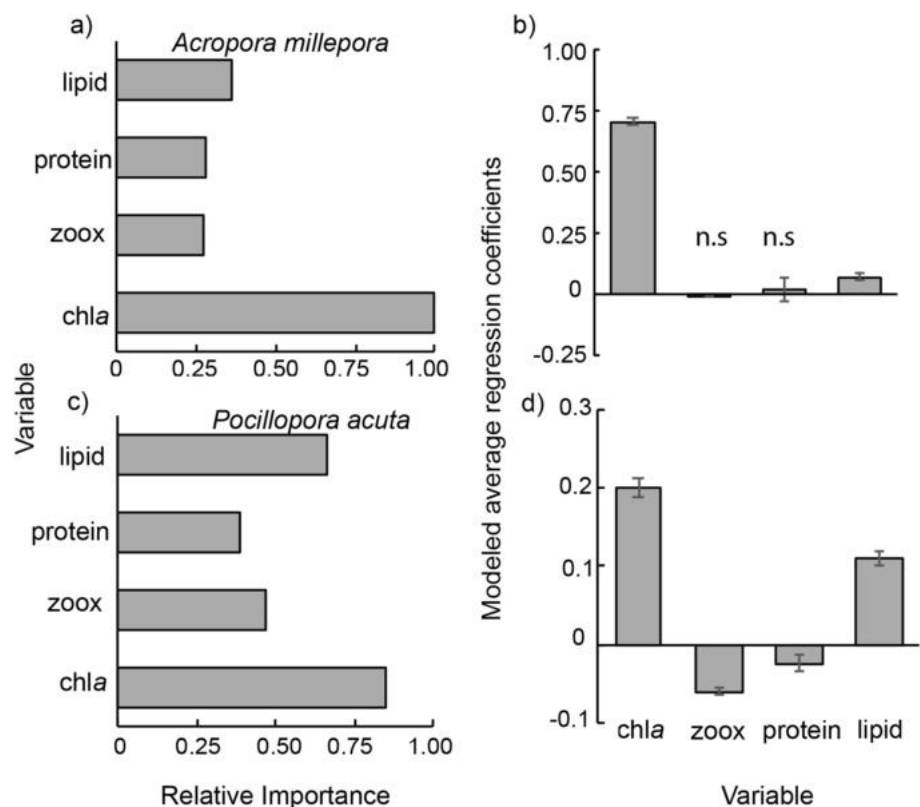 a)
Acropora millepora
lipid
protein
zoox
chla
0 0.25 0.50 0.75 1.00
b)
1.00
0.75
0.50
0.25
0
-0.25
n.s n.s
c)
Pocillopora acuta
lipid
protein
zoox
chla
0 0.25 0.50 0.75 1.00
Relative Importance
Variable
d)
0.3
0.2
0.1
0
-0.1
chla zoox protein lipid
Variable
Modeled average regression coefficients